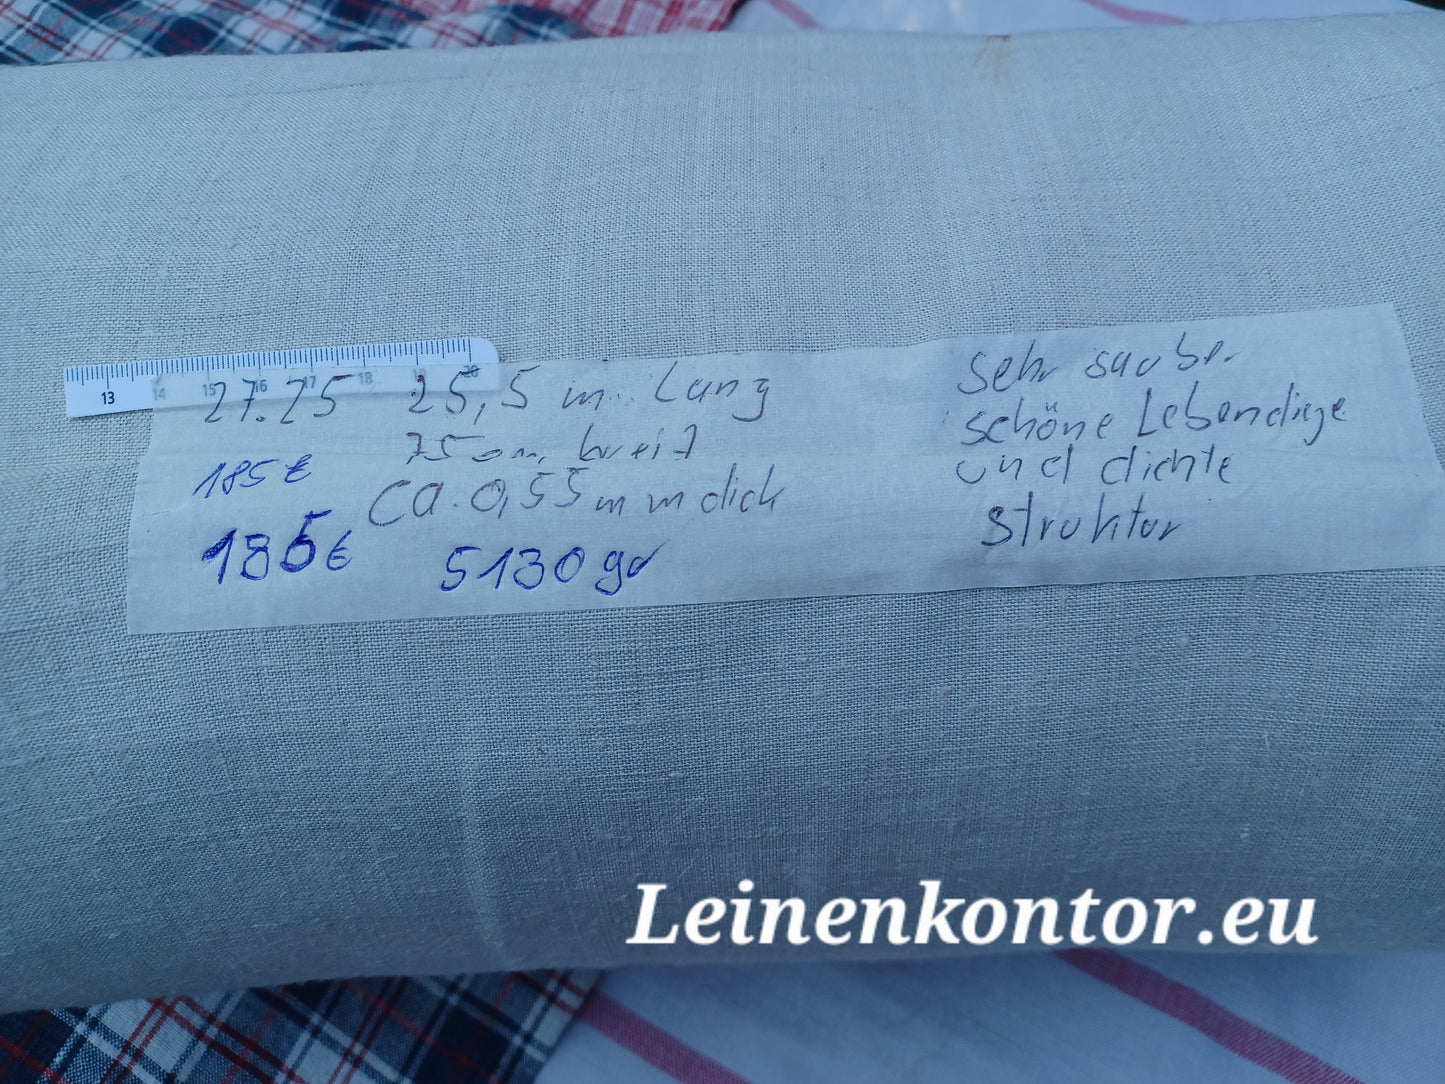 13 14 15 16 17 18 19 20
27.25 25,5 m Lang
75 cm breit
185 €
ca. 0,55 mm dick
185 €
5130 gr
sehr sauber
schöne Lebendige
und dichte
Struktur
Leinenkontor.eu